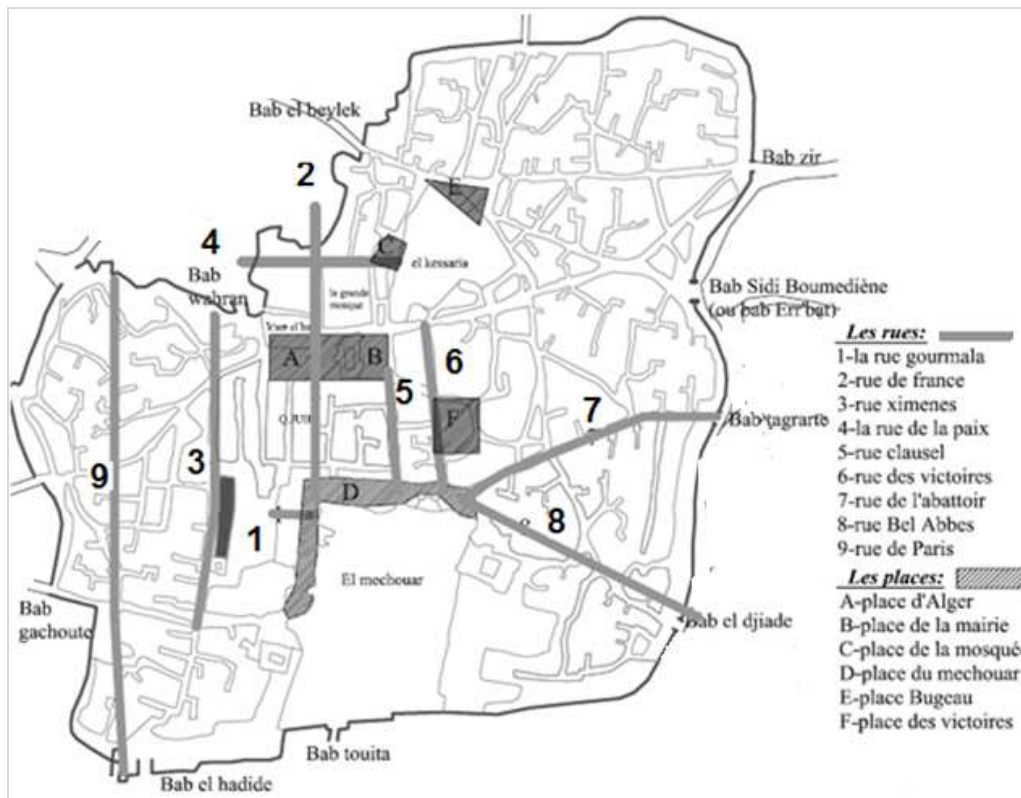 Bab el beylek
2
E
Bab zir
4
C
el kessaria
Bab
wahran
la grande
Bab Sidi Boumediène
(ou bab Err'bat)
A
B
6
5
F
7
Bab tagrarte
9
3
D
1
8
El mechouar
Bab
gachoute
Bab el djiade
Bab touita
Bab el hadide
Les rues:
1-la rue gourmala
2-rue de france
3-rue ximenes
4-la rue de la paix
5-rue clausel
6-rue des victoires
7-rue de l'abattoir
8-rue Bel Abbes
9-rue de Paris
Les places:
A-place d'Alger
B-place de la mairie
C-place de la mosquée
D-place du mechouar
E-place Bugeau
F-place des victoires